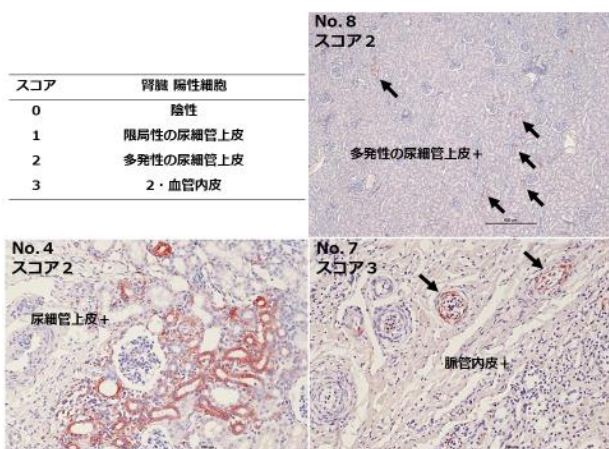 スコア 腎臓 陽性細胞
0 陰性
1 限局性の尿細管上皮
2 多発性の尿細管上皮
3 2・血管内皮
No. 8
スコア 2
多発性の尿細管上皮+
No. 4
スコア 2
尿細管上皮+
No. 7
スコア 3
脈管内皮+